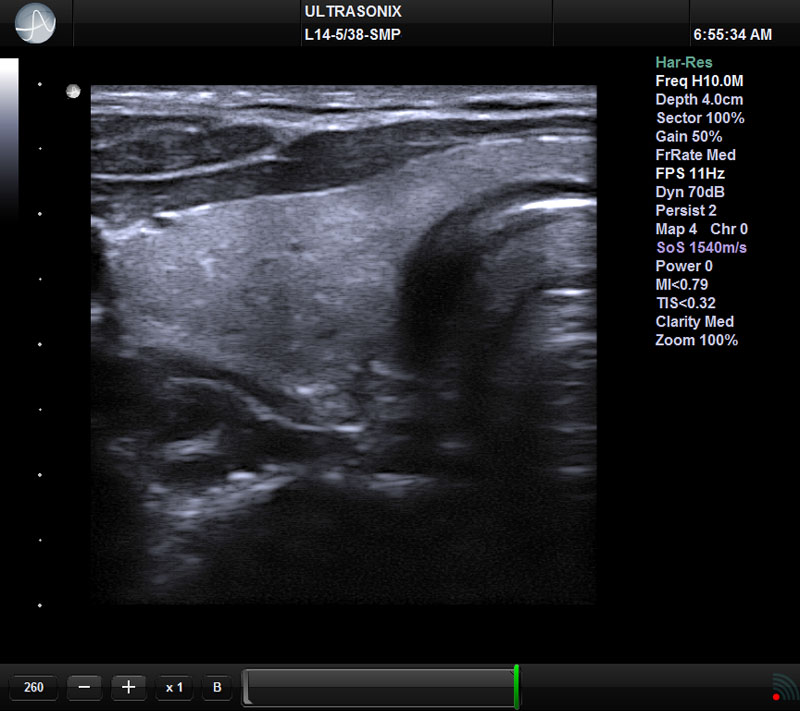 ULTRASONIX
L14-5/38-SMP
6:55:34 AM
Har-Res
Freq H10.0M
Depth 4.0cm
Sector 100%
Gain 50%
FrRate Med
FPS 11Hz
Dyn 70dB
Persist 2
Map 4 Chr 0
SoS 1540m/s
Power 0
MI<0.79
TIS<0.32
Clarity Med
Zoom 100%
260 − + x 1 B